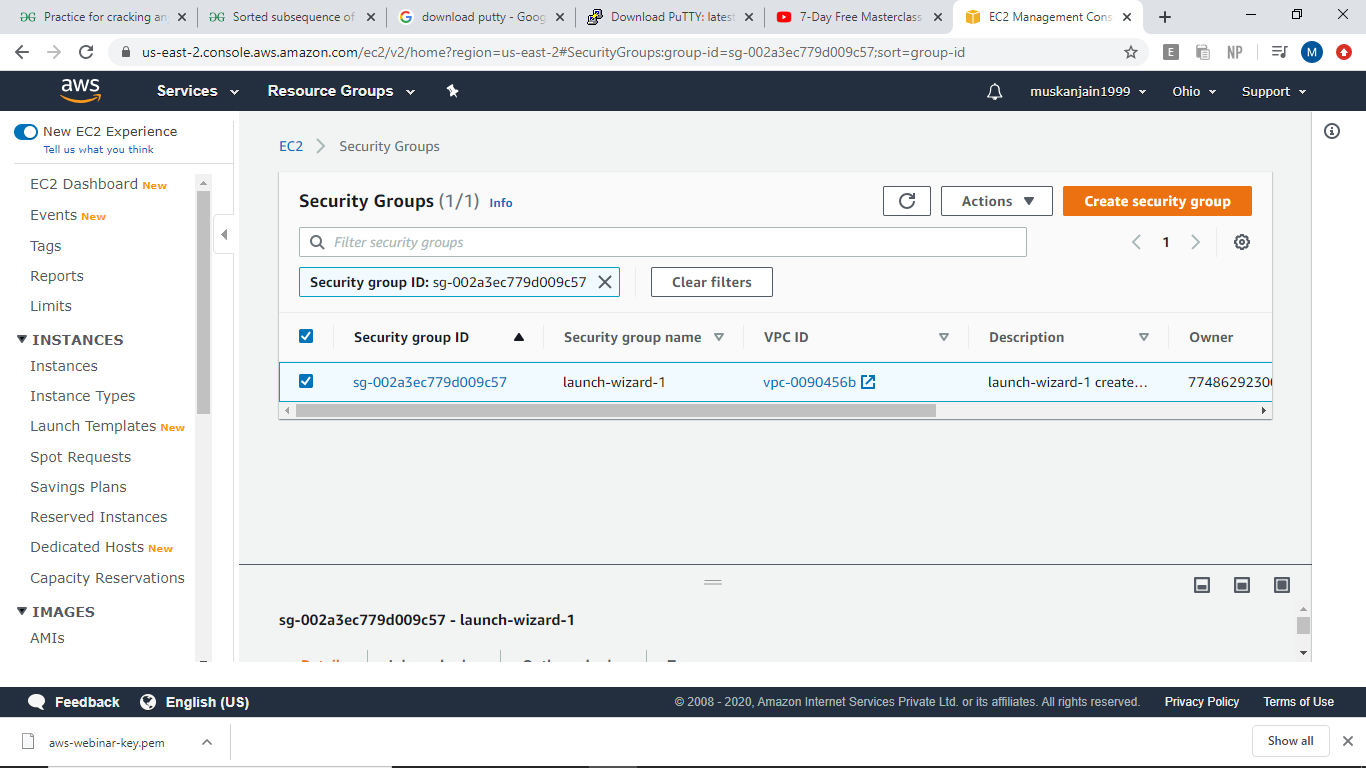 Practice for cracking an
Sorted subsequence of
download putty - Goog
Download PuTTY: latest
7-Day Free Masterclass
EC2 Management Cons
us-east-2.console.aws.amazon.com/ec2/v2/home?region=us-east-2#SecurityGroups:group-id=sg-002a3ec779d009c57;sort=group-id
E
NP
M
aws
Services
Resource Groups
muskanjain1999
Ohio
Support
New EC2 Experience
Tell us what you think
EC2 Dashboard New
Events New
Tags
Reports
Limits
INSTANCES
Instances
Instance Types
Launch Templates New
Spot Requests
Savings Plans
Reserved Instances
Dedicated Hosts New
Capacity Reservations
IMAGES
AMIs
EC2 Security Groups
Security Groups (1/1) Info
Actions
Create security group
Filter security groups
1
Security group ID: sg-002a3ec779d009c57
Clear filters
Security group ID Security group name VPC ID Description Owner
sg-002a3ec779d009c57 launch-wizard-1 vpc-0090456b launch-wizard-1 create... 7748629230
sg-002a3ec779d009c57 - launch-wizard-1
Feedback
English (US)
© 2008 - 2020, Amazon Internet Services Private Ltd. or its affiliates. All rights reserved.
Privacy Policy
Terms of Use
aws-webinar-key.pem
Show all